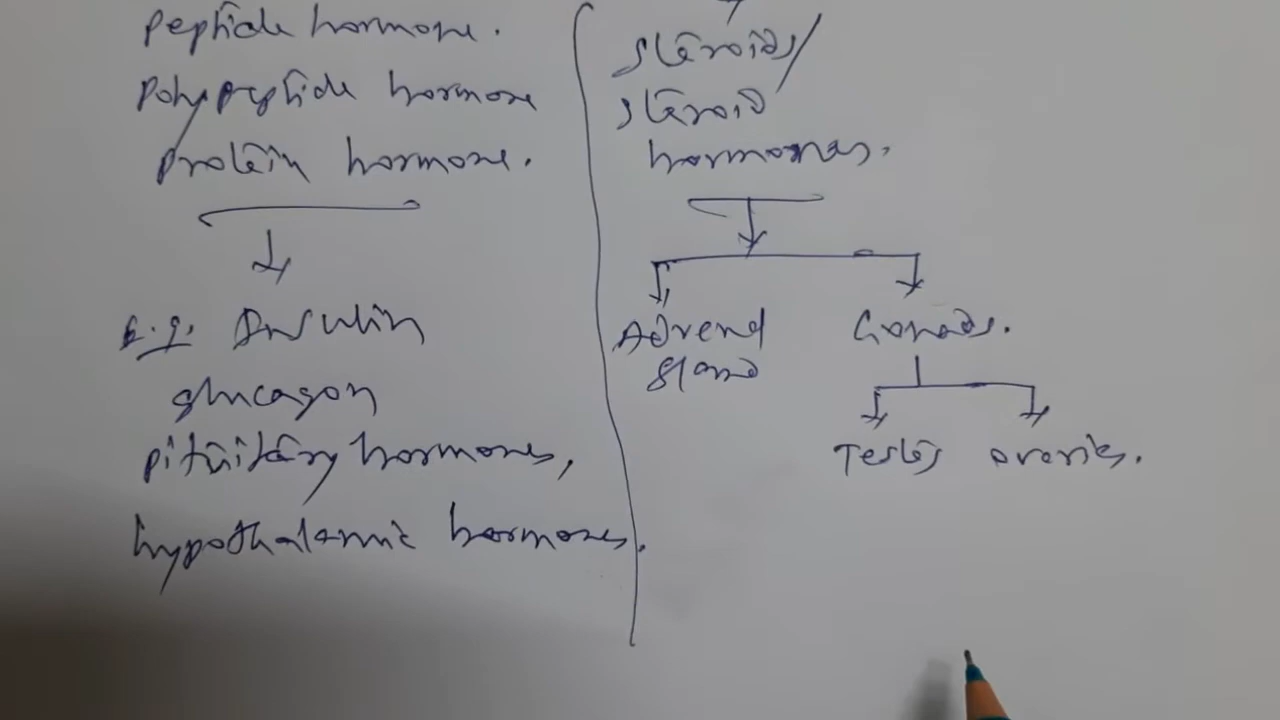 peptide hormone.
polypeptide hormone
protein hormone.
E.g. Insulin
glucagon
pituitary hormones,
hypothalamic hormones.
steroids/
steroid
hormones.
Adrenal
gland
Gonads.
Testes ovaries.